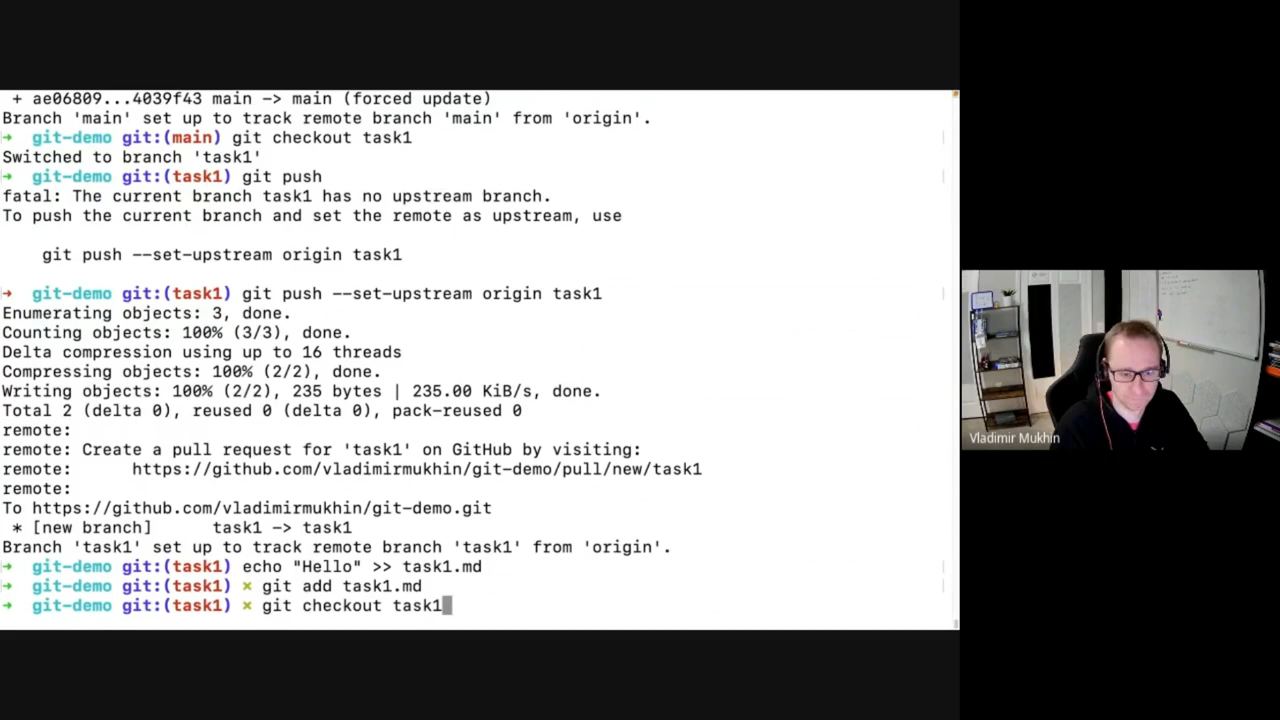 + ae06809...4039f43 main -> main (forced update)
Branch 'main' set up to track remote branch 'main' from 'origin'.
➜ git-demo git:(main) git checkout task1
Switched to branch 'task1'
➜ git-demo git:(task1) git push
fatal: The current branch task1 has no upstream branch.
To push the current branch and set the remote as upstream, use
git push --set-upstream origin task1
➜ git-demo git:(task1) git push --set-upstream origin task1
Enumerating objects: 3, done.
Counting objects: 100% (3/3), done.
Delta compression using up to 16 threads
Compressing objects: 100% (2/2), done.
Writing objects: 100% (2/2), 235 bytes | 235.00 KiB/s, done.
Total 2 (delta 0), reused 0 (delta 0), pack-reused 0
remote:
remote: Create a pull request for 'task1' on GitHub by visiting:
remote: https://github.com/vladimirmukhin/git-demo/pull/new/task1
remote:
To https://github.com/vladimirmukhin/git-demo.git
* [new branch] task1 -> task1
Branch 'task1' set up to track remote branch 'task1' from 'origin'.
➜ git-demo git:(task1) echo "Hello" >> task1.md
➜ git-demo git:(task1) ✗ git add task1.md
➜ git-demo git:(task1) ✗ git checkout task1
Vladimir Mukhin